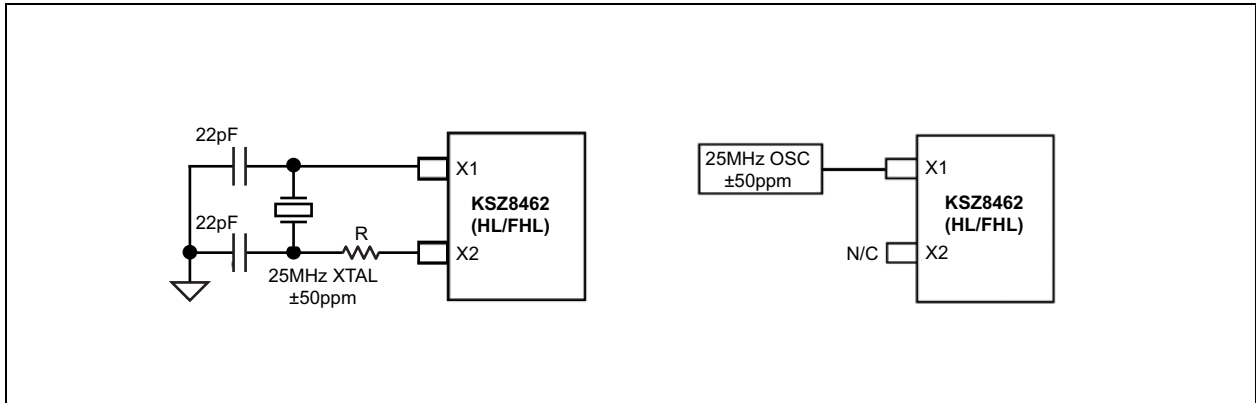 22pF
X1
KSZ8462
(HL/FHL)
22pF
R
X2
25MHz XTAL
±50ppm
25MHz OSC
±50ppm
X1
KSZ8462
(HL/FHL)
N/C
X2